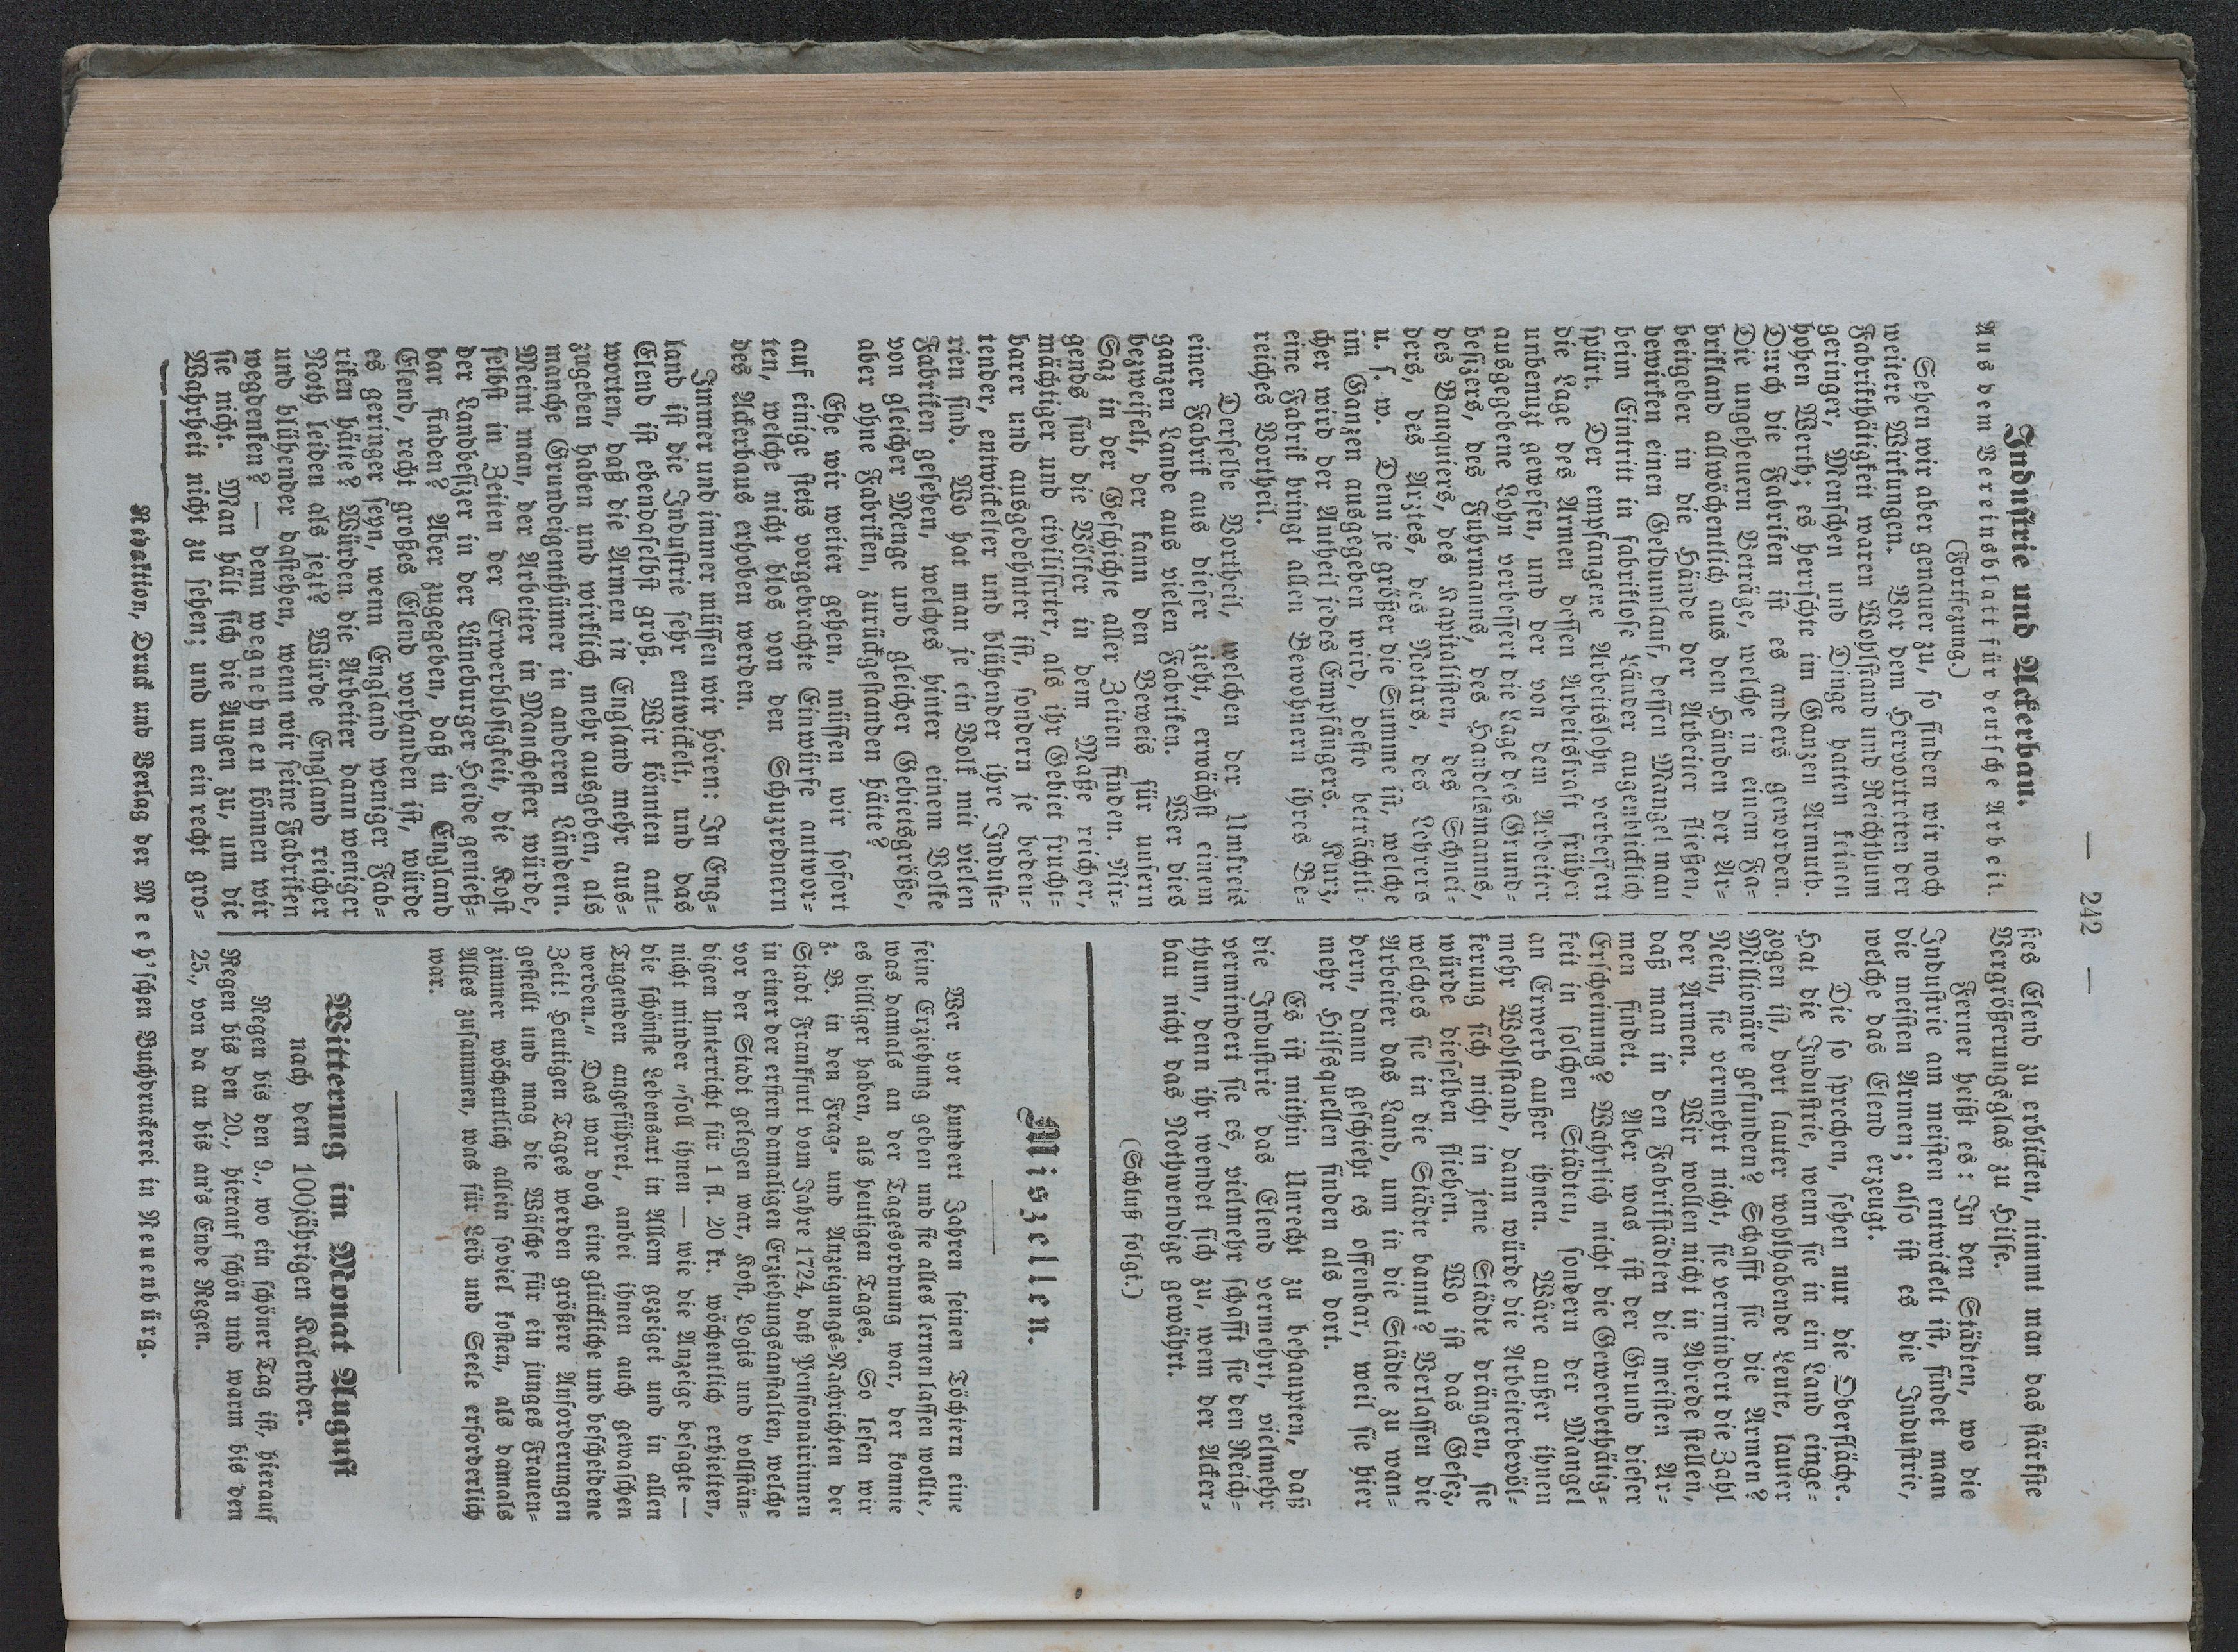 — 242 —
Industrie und Akerbau.
Aus dem Vereinsblatt für deutsche Arbeit.
(Fortsezung.)
Sehen wir aber genauer zu, so finden wir noch
weitere Wirkungen. Vor dem Hervortreten der
Fabrikthätigkeit waren Wohlstand und Reichthum
geringer, Menschen und Dinge hatten keinen
hohen Werth; es herrschte im Ganzen Armuth.
Durch die Fabriken ist es anders geworden.
Die ungeheuern Beträge, welche in einem Fa-
brikland allwöchentlich aus den Händen der Ar-
beitgeber in die Hände der Arbeiter fließen,
bewirken einen Geldumlauf, dessen Mangel man
beim Eintritt in fabriklose Länder augenbliklich
spürt. Der empfangene Arbeitslohn verbessert
die Lage des Armen dessen Arbeitskraft früher
unbenuzt gewesen, und der von dem Arbeiter
ausgegebene Lohn verbessert die Lage des Grund-
besizers, des Fuhrmanns, des Handelsmanns,
des Banquiers, des Kapitalisten, des Schnei-
ders, des Arztes, des Notars, des Lehrers
u. s. w. Denn je größer die Summe ist, welche
im Ganzen ausgegeben wird, desto beträchtli-
cher wird der Antheil jedes Empfängers. Kurz,
eine Fabrik bringt allen Bewohnern ihres Be-
reiches Vortheil.
Derselbe Vortheil, welchen der Umkreis
einer Fabrik aus dieser zieht, erwächst einem
ganzen Lande aus vielen Fabriken. Wer dies
bezweifelt, der kann den Beweis für unsern
Saz in der Geschichte aller Zeiten finden. Nir-
gends sind die Völker in dem Maße reicher,
mächtiger und civilisirter, als ihr Gebiet frucht-
barer und ausgedehnter ist, sondern je beden-
tender, entwickelter und blühender ihre Indust-
rien sind. Wo hat man je ein Volk mit vielen
Fabriken gesehen, welches hinter einem Volke
von gleicher Menge und gleicher Gebietsgröße,
aber ohne Fabriken, zurückgestanden hätte?
Ehe wir weiter gehen, müssen wir sofort
auf einige stets vorgebrachte Einwürfe antwor-
ten, welche nicht blos von den Schuzrednern
des Akerbaus erhoben werden.
Immer und immer müssen wir hören: In Eng-
land ist die Industrie sehr entwikelt, und das
Elend ist ebendaselbst groß. Wir könnten ant-
worten, daß die Armen in England mehr aus-
zugeben haben und wirklich mehr ausgeben, als
manche Grundeigenthümer in anderen Ländern.
Meint man, der Arbeiter in Manchester würde,
selbst in Zeiten der Erwerblosigkeit, die Kost
der Landbesizer in der Lüneburger Heide genieß-
bar finden? Aber zugegeben, daß in England
Elend, recht großes Elend vorhanden ist, würde
es geringer seyn, wenn England weniger Fab-
riken hätte? Würden die Arbeiter dann weniger
Noth leiden als jezt? Würde England reicher
und blühender dastehen, wenn wir seine Fabriken
wegdenken? — denn wegnehmen können wir
sie nicht. Man hält sich die Augen zu, um die
Wahrheit nicht zu sehen; und um ein recht gro-
ßes Elend zu erbliken, nimmt man das stärkste
Vergrößerungsglas zu Hilfe.
Ferner heißt es: In den Städten, wo die
Industrie am meisten entwickelt ist, findet man
die meisten Armen; also ist es die Industrie,
welche das Elend erzeugt.
Die so sprechen, sehen nur die Oberfläche.
Hat die Industrie, wenn sie in ein Land einge-
zogen ist, dort lauter wohlhabende Leute, lauter
Millionäre gefunden? Schafft sie die Armen?
Nein, sie vermehrt nicht, sie vermindert die Zahl
der Armen. Wir wollen nicht in Abrede stellen,
daß man in den Fabrikstädten die meisten Ar-
men findet. Aber was ist der Grund dieser
Erscheinung? Wahrlich nicht die Gewerbethätig-
keit in solchen Städten, sondern der Mangel
an Erwerb außer ihnen. Wäre außer ihnen
mehr Wohlstand, dann würde die Arbeiterbevöl-
kerung sich nicht in jene Städte drängen, sie
würde dieselben fliehen. Wo ist das Gesez,
welches sie in die Städte bannt? Verlassen die
Arbeiter das Land, um in die Städte zu wan-
dern, dann geschieht es offenbar, weil sie hier
mehr Hilfsquellen finden als dort.
Es ist mithin Unrecht zu behaupten, daß
die Industrie das Elend vermehrt, vielmehr
vermindert sie es, vielmehr schafft sie den Reich-
thum, denn ihr wendet sich zu, wem der Aker-
bau nicht das Nothwendige gewährt.
(Schluß folgt.)
Miszellen.
Wer vor hundert Jahren seinen Töchtern eine
feine Erziehung geben und sie alles lernen lassen wollte,
was damals an der Tagesordnung war, der konnte
es billiger haben, als heutigen Tages. So lesen wir
z. B. in den Frag- und Anzeigungs-Nachrichten der
Stadt Frankfurt vom Jahre 1724, daß Pensionairinnen
in einer der ersten damaligen Erziehungsanstalten, welche
vor der Stadt gelegen war, Kost, Logis und vollstän-
digen Unterricht für 1 fl. 20 kr. wöchentlich erhielten,
nicht minder „soll ihnen — wie die Anzeige besagte —
die schönste Lebensart in Allem gezeiget und in allen
Tugenden angeführet, anbei ihnen auch gewaschen
werden.“ Das war doch eine glückliche und bescheidene
Zeit! Heutigen Tages werden größere Anforderungen
gestellt und mag die Wäsche für ein junges Frauen-
zimmer wöchentlich allein soviel kosten, als damals
Alles zusammen, was für Leib und Seele erforderlich
war.
Witterung im Monat August
nach dem 100jährigen Kalender.
Regen bis den 9., wo ein schöner Tag ist, hierauf
Regen bis den 20., hierauf schön und warm bis den
25., von da an bis an's Ende Regen.
Redaktion, Druk und Verlag der Meeh'schen Buchdrukerei in Neuenbürg.